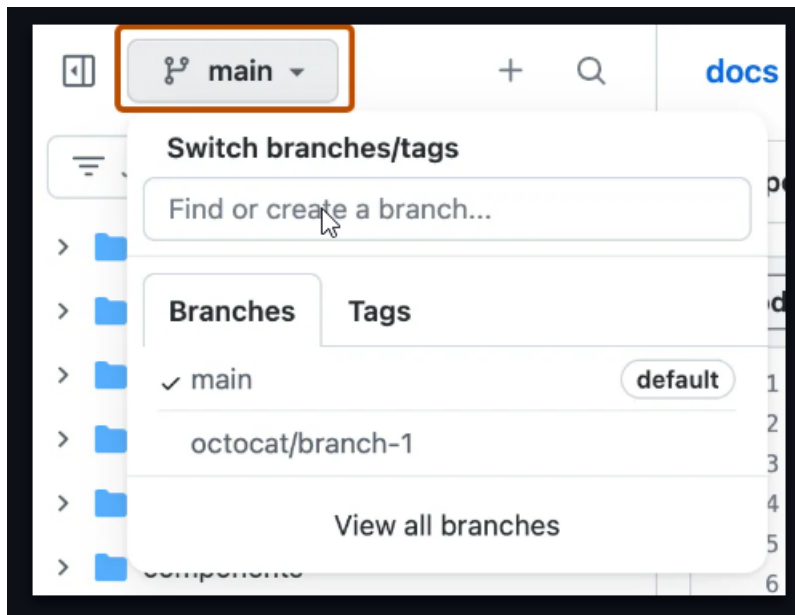 main
docs
Switch branches/tags
Find or create a branch...
Branches
Tags
main
default
1
2
octocat/branch-1
3
4
View all branches
5
components
6